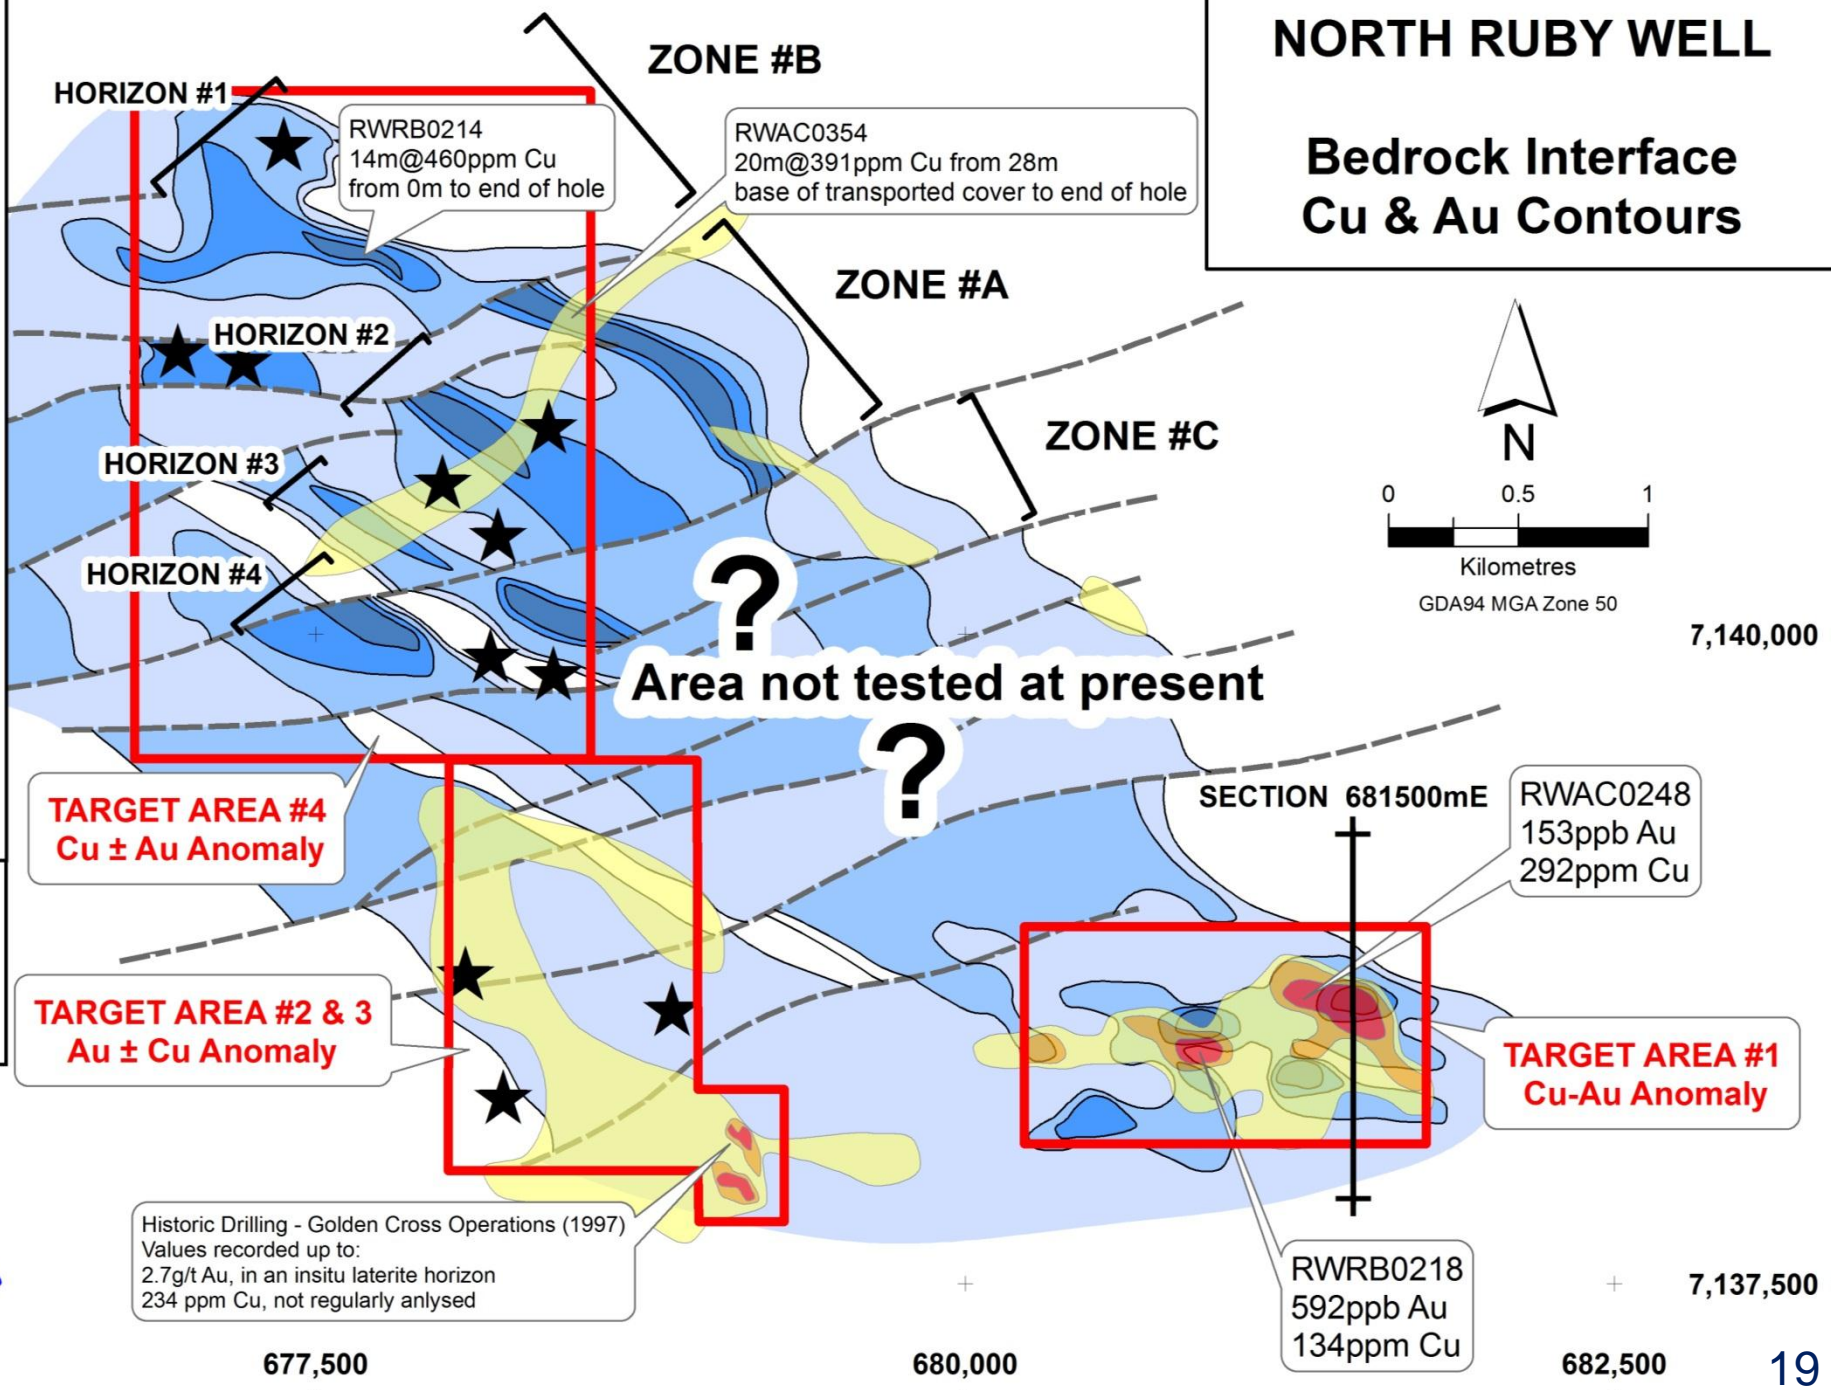 NORTH RUBY WELL
Bedrock Interface
Cu & Au Contours
ZONE #B
HORIZON #1
RWRB0214
14m@460ppm Cu
from 0m to end of hole
RWAC0354
20m@391ppm Cu from 28m
base of transported cover to end of hole
ZONE #A
HORIZON #2
ZONE #C
N
HORIZON #3
0 0.5 1
Kilometres
GDA94 MGA Zone 50
HORIZON #4
?
7,140,000
Area not tested at present
?
TARGET AREA #4
Cu ± Au Anomaly
SECTION 681500mE
RWAC0248
153ppb Au
292ppm Cu
TARGET AREA #2 & 3
Au ± Cu Anomaly
TARGET AREA #1
Cu-Au Anomaly
Historic Drilling - Golden Cross Operations (1997)
Values recorded up to:
2.7g/t Au, in an insitu laterite horizon
234 ppm Cu, not regularly anlysed
RWRB0218
592ppb Au
134ppm Cu
7,137,500
677,500
680,000
682,500
19